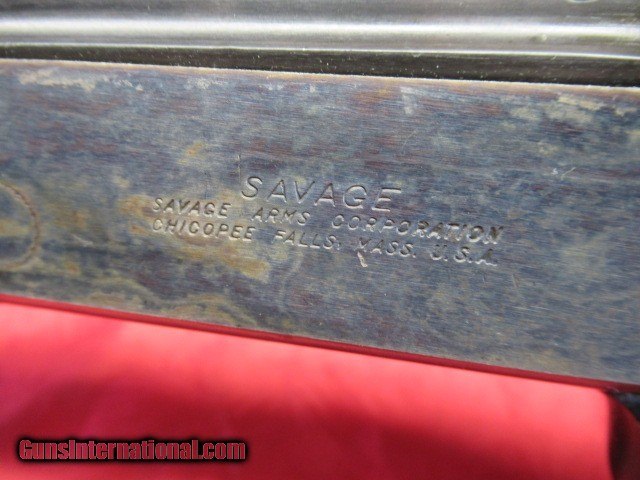 SAVAGE
SAVAGE ARMS CORPORATION
CHICOPEE FALLS, MASS. U.S.A.
GunsInternational.com